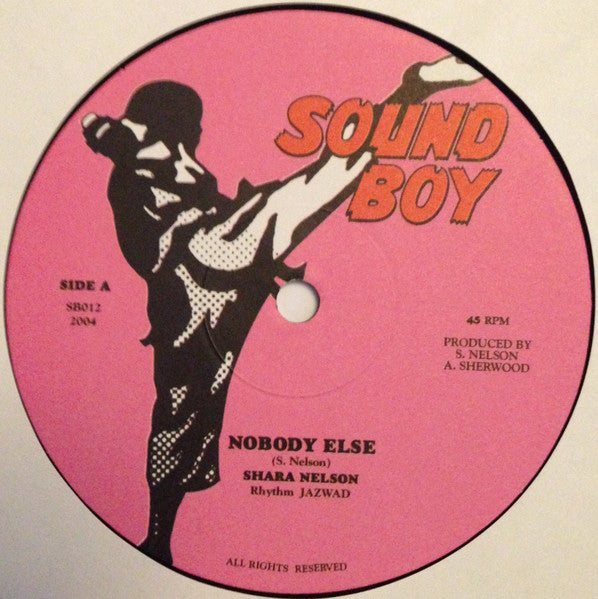 SOUND
BOY
SIDE A
SB012
2004
45 RPM
PRODUCED BY
S. NELSON
A. SHERWOOD
NOBODY ELSE
(S. Nelson)
SHARA NELSON
Rhythm JAZWAD
ALL RIGHTS RESERVED